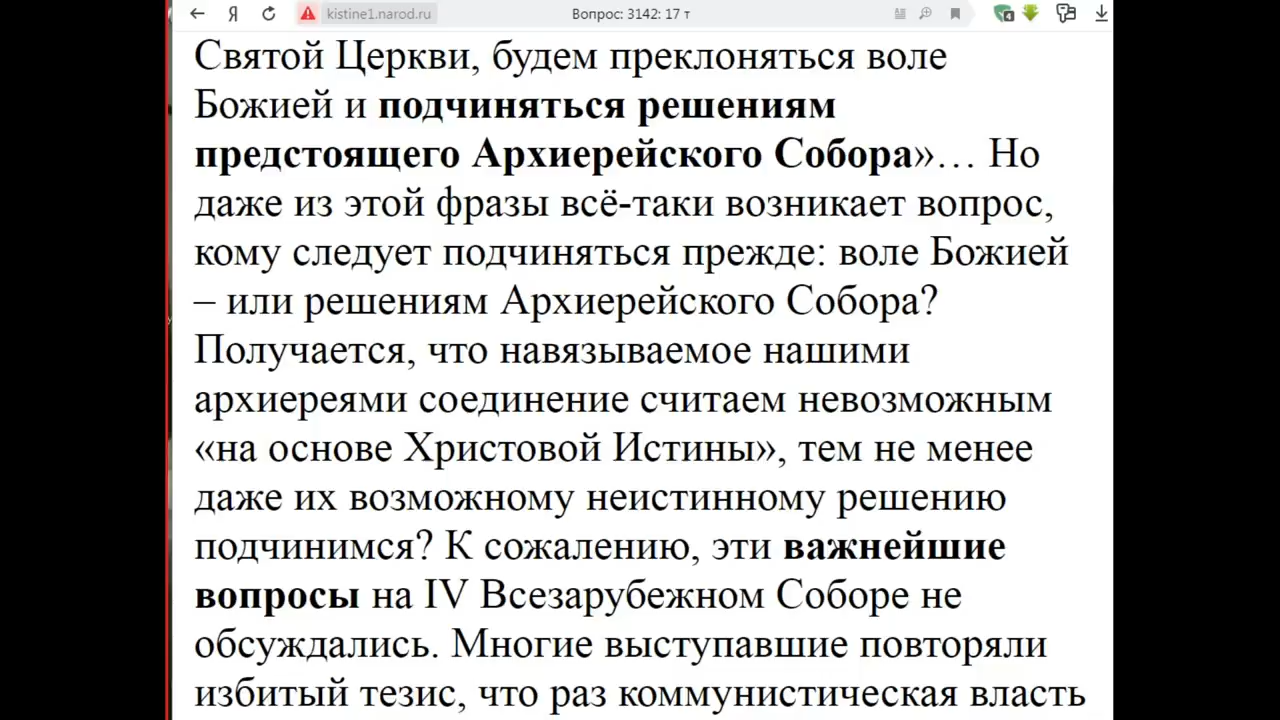 kistine1.narod.ru
Вопрос: 3142: 17 т
4
Святой Церкви, будем преклоняться воле
Божией и подчиняться решениям
предстоящего Архиерейского Собора»… Но
даже из этой фразы всё-таки возникает вопрос,
кому следует подчиняться прежде: воле Божией
– или решениям Архиерейского Собора?
Получается, что навязываемое нашими
архиереями соединение считаем невозможным
«на основе Христовой Истины», тем не менее
даже их возможному неистинному решению
подчинимся? К сожалению, эти важнейшие
вопросы на IV Всезарубежном Соборе не
обсуждались. Многие выступавшие повторяли
избитый тезис, что раз коммунистическая власть